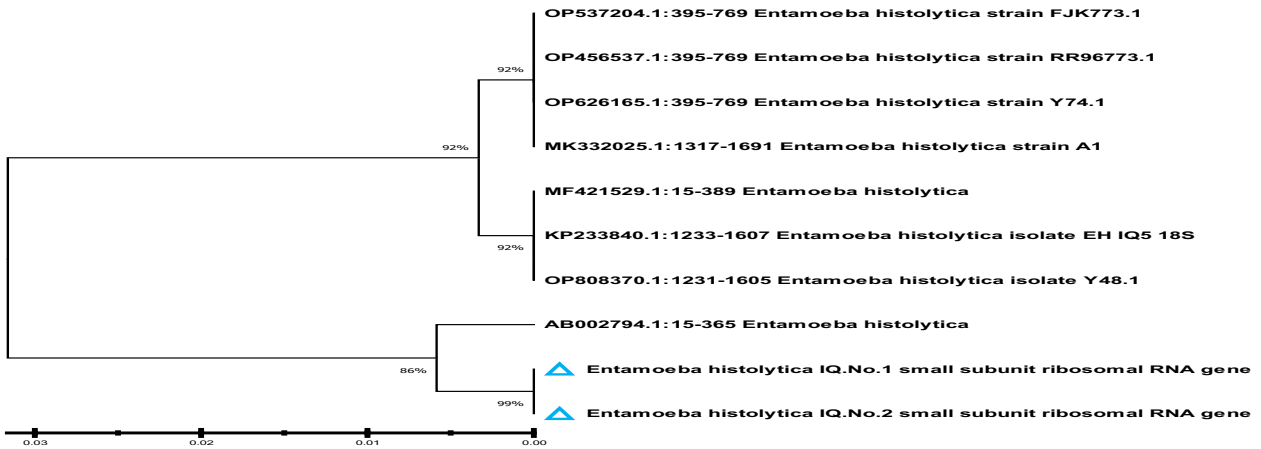 OP537204.1:395-769 Entamoeba histolytica strain FJK773.1
OP456537.1:395-769 Entamoeba histolytica strain RR96773.1
92%
OP626165.1:395-769 Entamoeba histolytica strain Y74.1
92%
MK332025.1:1317-1691 Entamoeba histolytica strain A1
MF421529.1:15-389 Entamoeba histolytica
KP233840.1:1233-1607 Entamoeba histolytica isolate EH IQ5 18S
92%
OP808370.1:1231-1605 Entamoeba histolytica isolate Y48.1
AB002794.1:15-365 Entamoeba histolytica
86%
Entamoeba histolytica IQ.No.1 small subunit ribosomal RNA gene
99%
Entamoeba histolytica IQ.No.2 small subunit ribosomal RNA gene
0.03 0.02 0.01 0.00